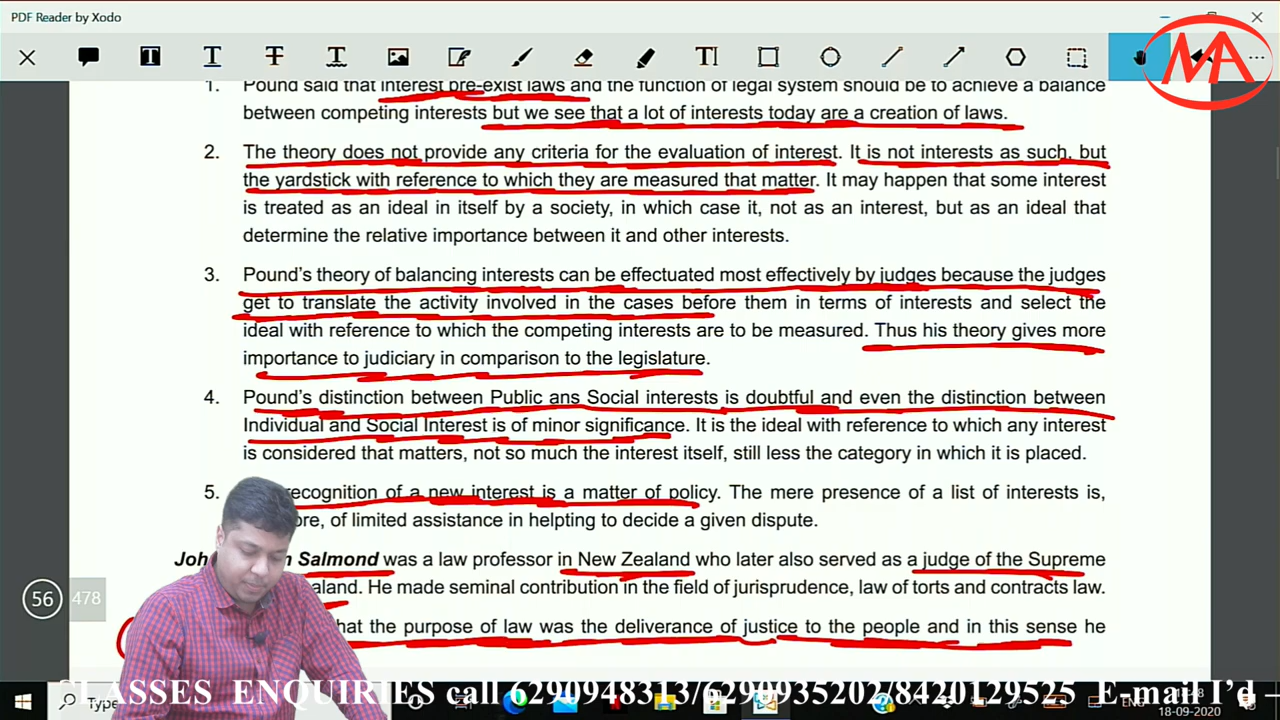 PDF Reader by Xodo
MA
1. Pound said that interest pre-exist laws and the function of legal system should be to achieve a balance
between competing interests but we see that a lot of interests today are a creation of laws.
2. The theory does not provide any criteria for the evaluation of interest. It is not interests as such, but
the yardstick with reference to which they are measured that matter. It may happen that some interest
is treated as an ideal in itself by a society, in which case it, not as an interest, but as an ideal that
determine the relative importance between it and other interests.
3. Pound's theory of balancing interests can be effectuated most effectively by judges because the judges
get to translate the activity involved in the cases before them in terms of interests and select the
ideal with reference to which the competing interests are to be measured. Thus his theory gives more
importance to judiciary in comparison to the legislature.
4. Pound's distinction between Public ans Social interests is doubtful and even the distinction between
Individual and Social Interest is of minor significance. It is the ideal with reference to which any interest
is considered that matters, not so much the interest itself, still less the category in which it is placed.
5. recognition of a new interest is a matter of policy. The mere presence of a list of interests is,
of limited assistance in helpting to decide a given dispute.
Salmond was a law professor in New Zealand who later also served as a judge of the Supreme
He made seminal contribution in the field of jurisprudence, law of torts and contracts law.
the purpose of law was the deliverance of justice to the people and in this sense he
56 478
CLASSES ENQUIRIES call 6290948313/6290935202/8420129525 E-mail I'd -
Type
ENG
18-09-2020